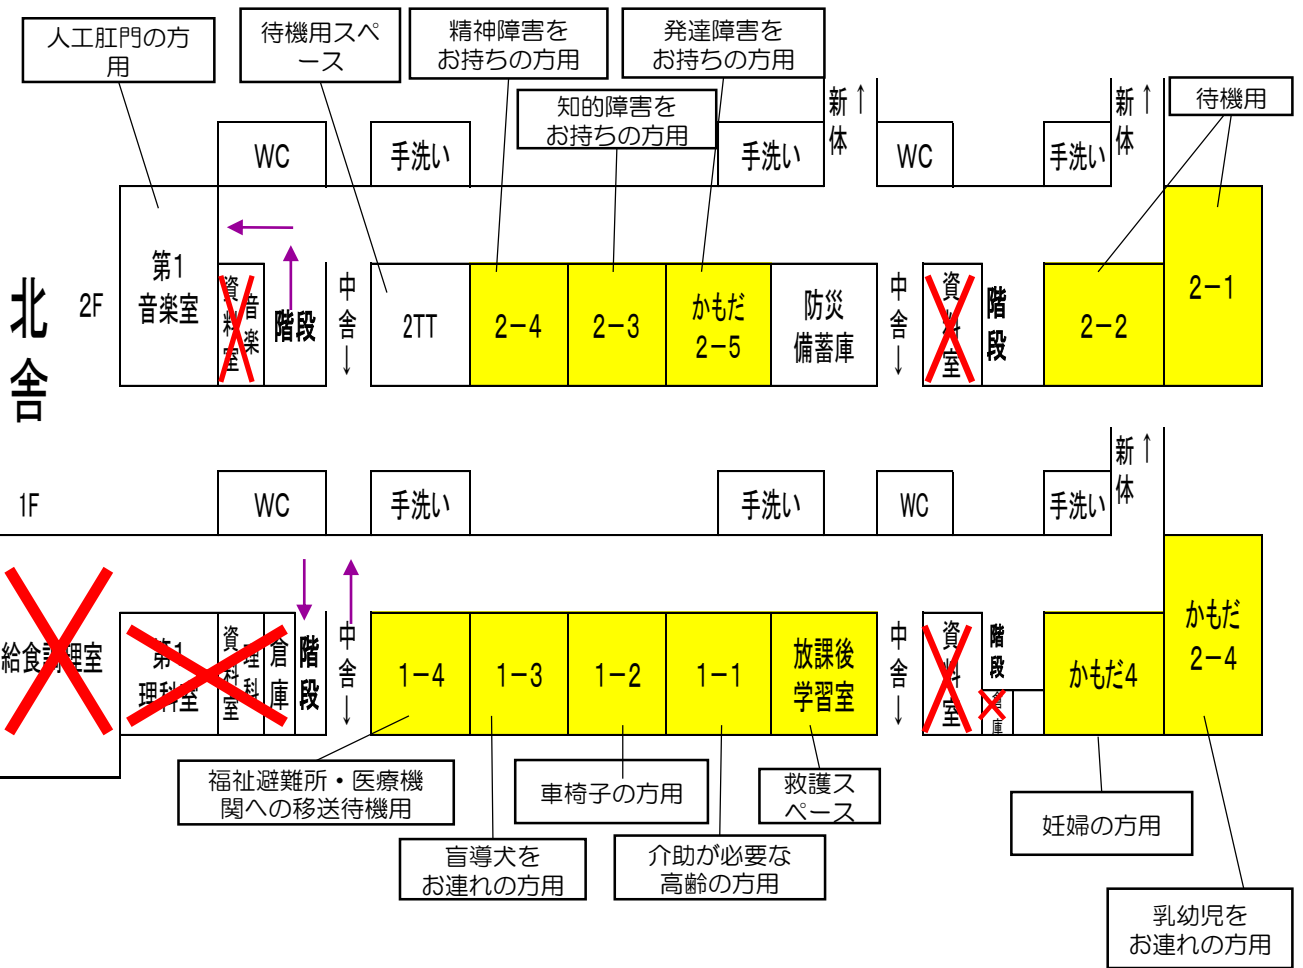 人工肛門の方
用
待機用スペ
ース
精神障害を
お持ちの方用
発達障害を
お持ちの方用
知的障害を
お持ちの方用
待機用
新↑
体
新↑
体
WC
手洗い
手洗い
WC
手洗い
北舎
2F
第1
音楽室
音楽
資料室
階段
中舎↓
2TT
2-4
2-3
かもだ
2-5
防災
備蓄庫
中舎↓
資料室
階段
2-2
2-1
1F
新↑
体
WC
手洗い
手洗い
WC
手洗い
給食調理室
第1
理科室
理科
資料室
倉庫
階段
中舎↓
1-4
1-3
1-2
1-1
放課後
学習室
中舎↓
資料室
階段
倉庫
かもだ4
かもだ
2-4
福祉避難所・医療機
関への移送待機用
盲導犬を
お連れの方用
車椅子の方用
介助が必要な
高齢の方用
救護ス
ペース
妊婦の方用
乳幼児を
お連れの方用